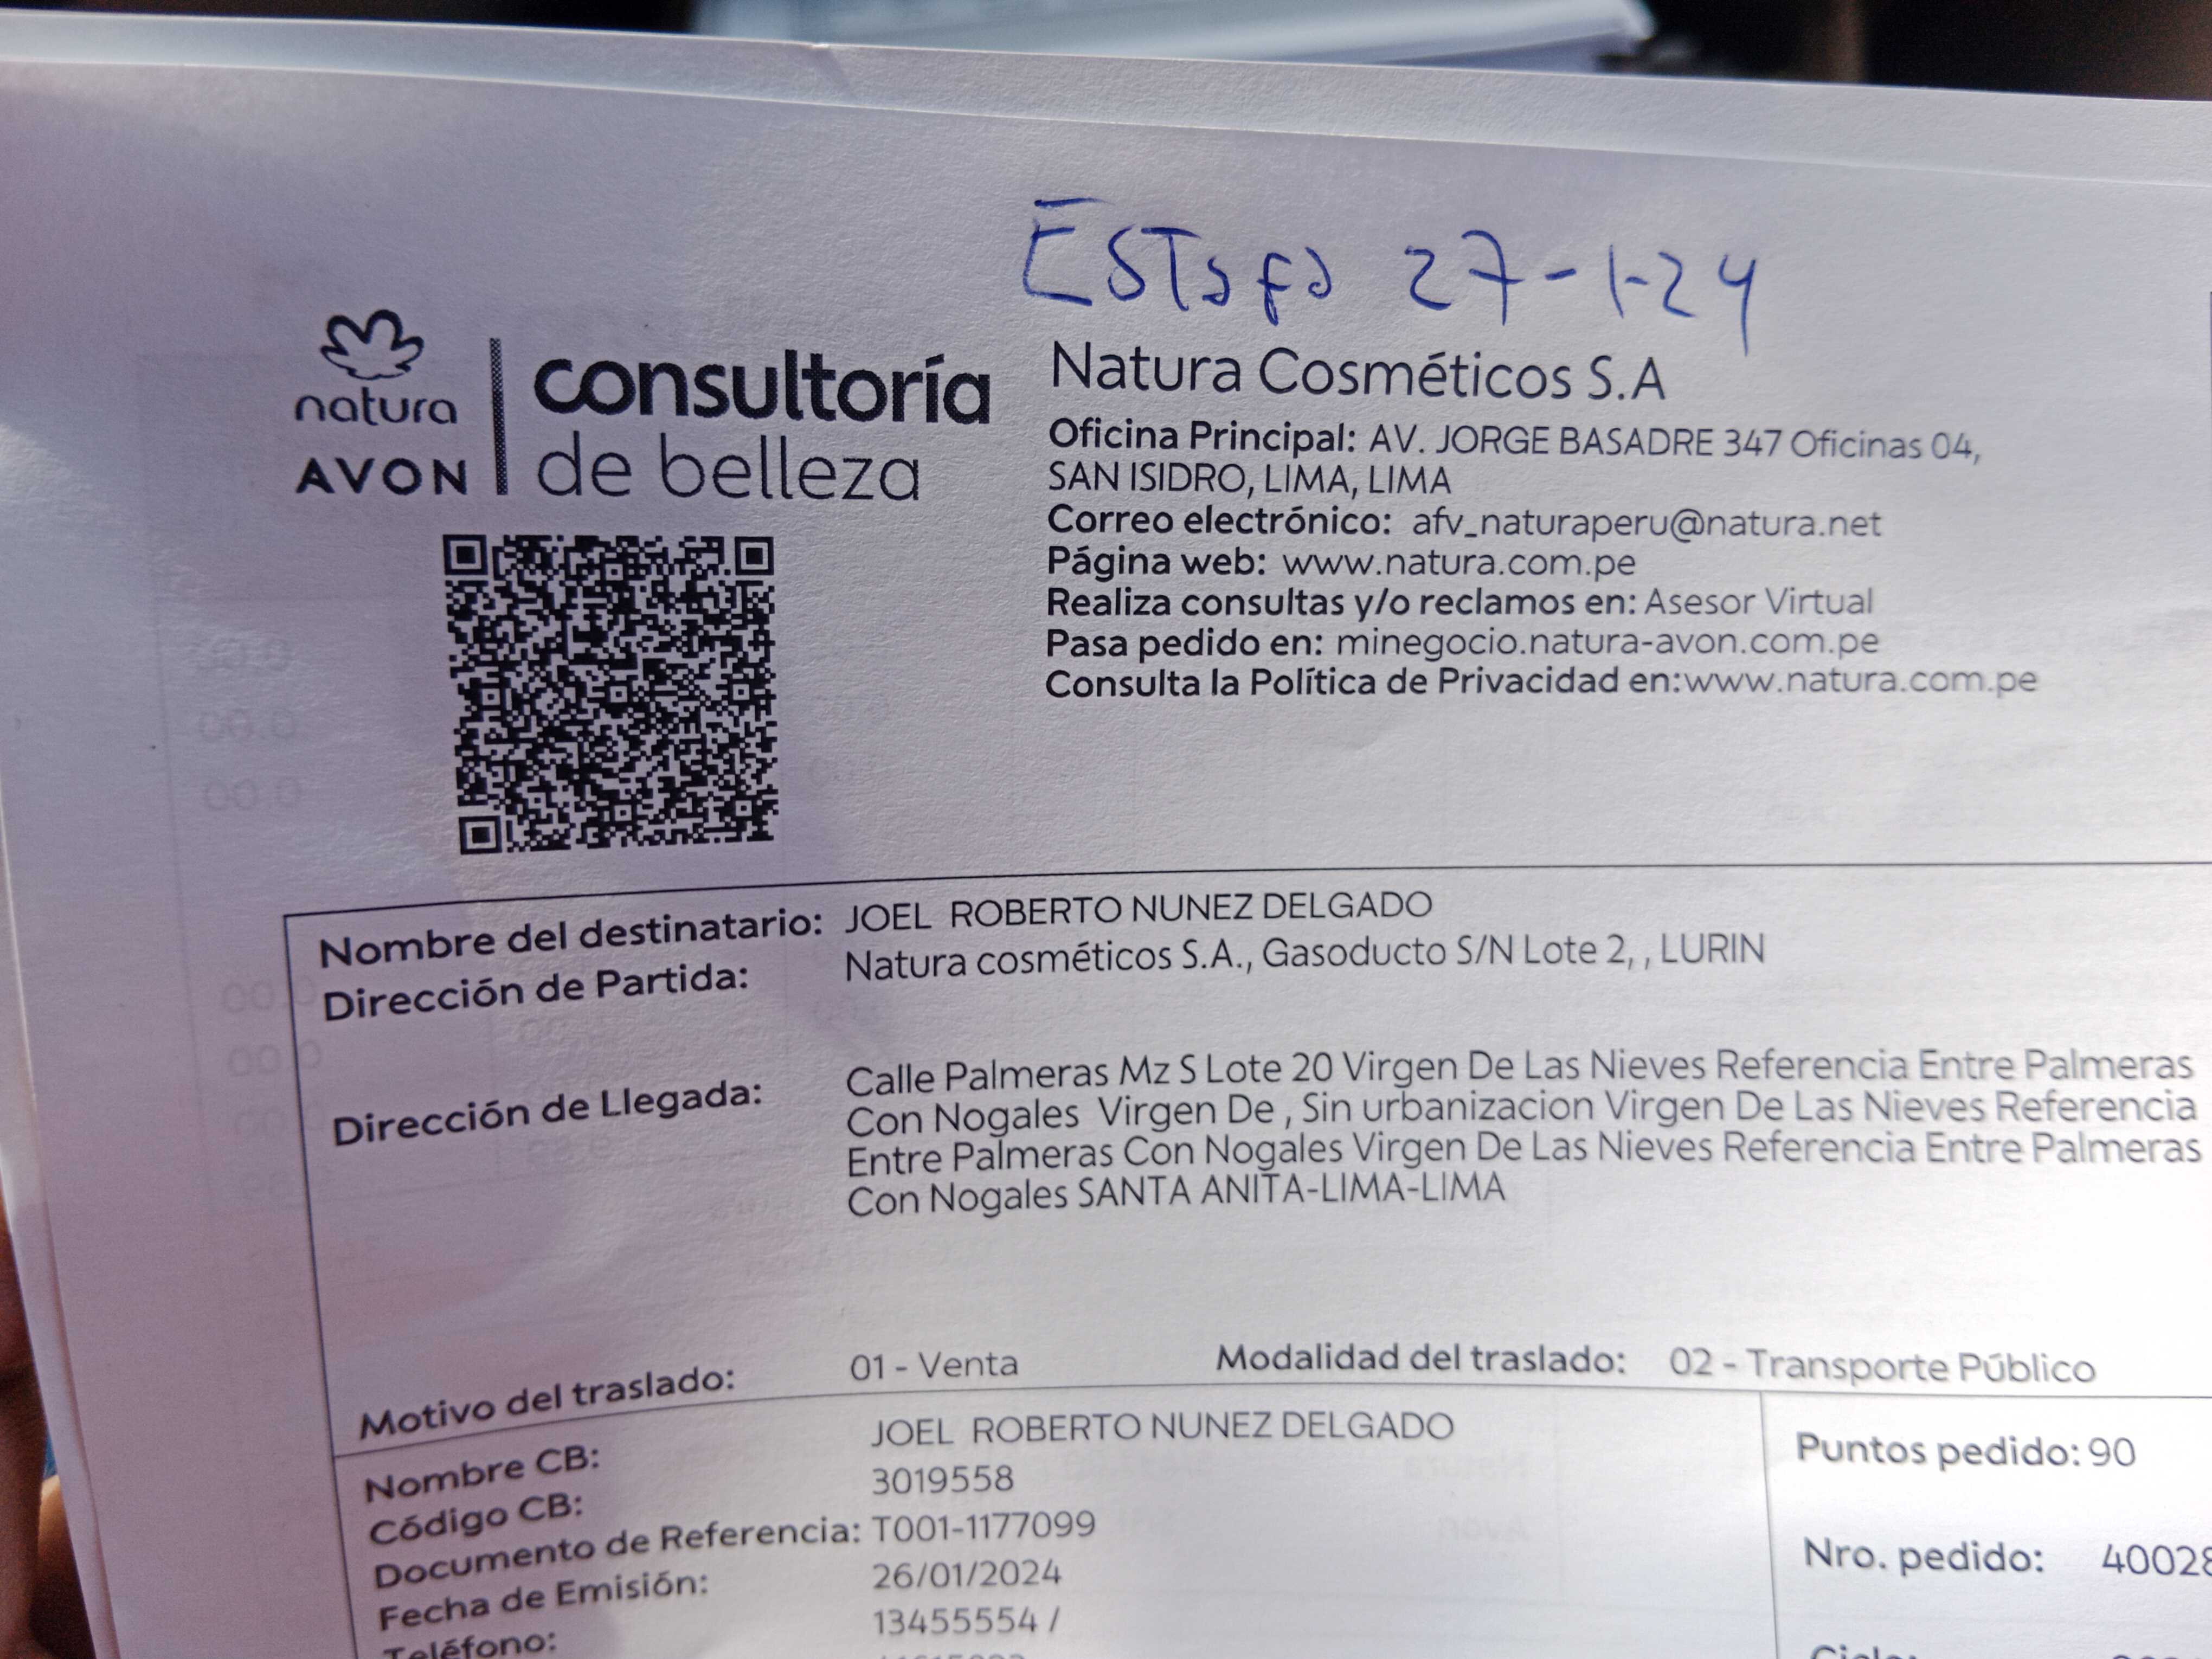 ESTafa 27-1-24
natura
AVON
consultoría
de belleza
Natura Cosméticos S.A
Oficina Principal: AV. JORGE BASADRE 347 Oficinas 04,
SAN ISIDRO, LIMA, LIMA
Correo electrónico: afv_naturaperu@natura.net
Página web: www.natura.com.pe
Realiza consultas y/o reclamos en: Asesor Virtual
Pasa pedido en: minegocio.natura-avon.com.pe
Consulta la Política de Privacidad en:www.natura.com.pe
Nombre del destinatario: JOEL ROBERTO NUNEZ DELGADO
Dirección de Partida: Natura cosméticos S.A., Gasoducto S/N Lote 2, , LURIN
Dirección de Llegada: Calle Palmeras Mz S Lote 20 Virgen De Las Nieves Referencia Entre Palmeras
Con Nogales Virgen De , Sin urbanizacion Virgen De Las Nieves Referencia
Entre Palmeras Con Nogales Virgen De Las Nieves Referencia Entre Palmeras
Con Nogales SANTA ANITA-LIMA-LIMA
Motivo del traslado: 01 - Venta Modalidad del traslado: 02 - Transporte Público
Nombre CB: JOEL ROBERTO NUNEZ DELGADO
Código CB: 3019558
Documento de Referencia: T001-1177099
Fecha de Emisión: 26/01/2024
Teléfono: 13455554 /
Puntos pedido: 90
Nro. pedido: 40028